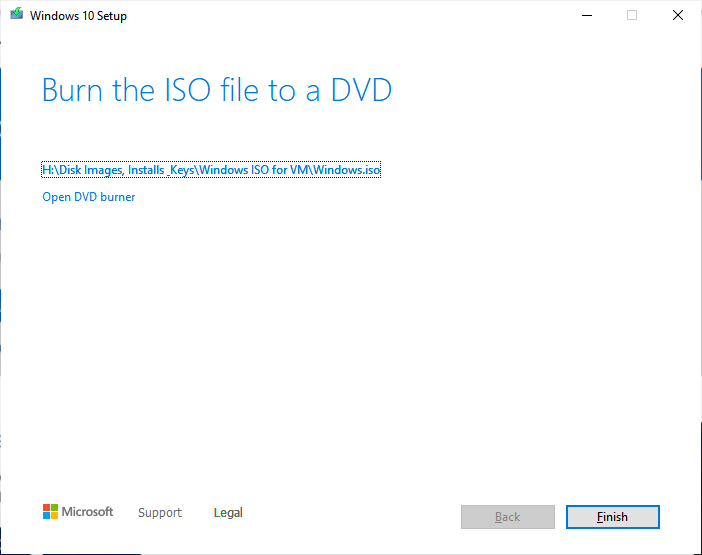 Windows 10 Setup
Burn the ISO file to a DVD
H:\Disk Images, Installs_Keys\Windows ISO for VM\Windows.iso
Open DVD burner
Microsoft Support Legal
Back Finish